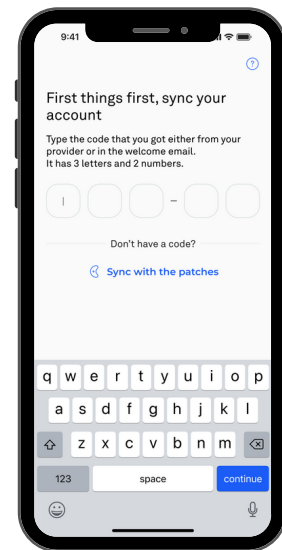 9:41
?
First things first, sync your
account
Type the code that you got either from your
provider or in the welcome email.
It has 3 letters and 2 numbers.
–
Don't have a code?
Sync with the patches
q w e r t y u i o p
a s d f g h j k l
z x c v b n m
123 space continue